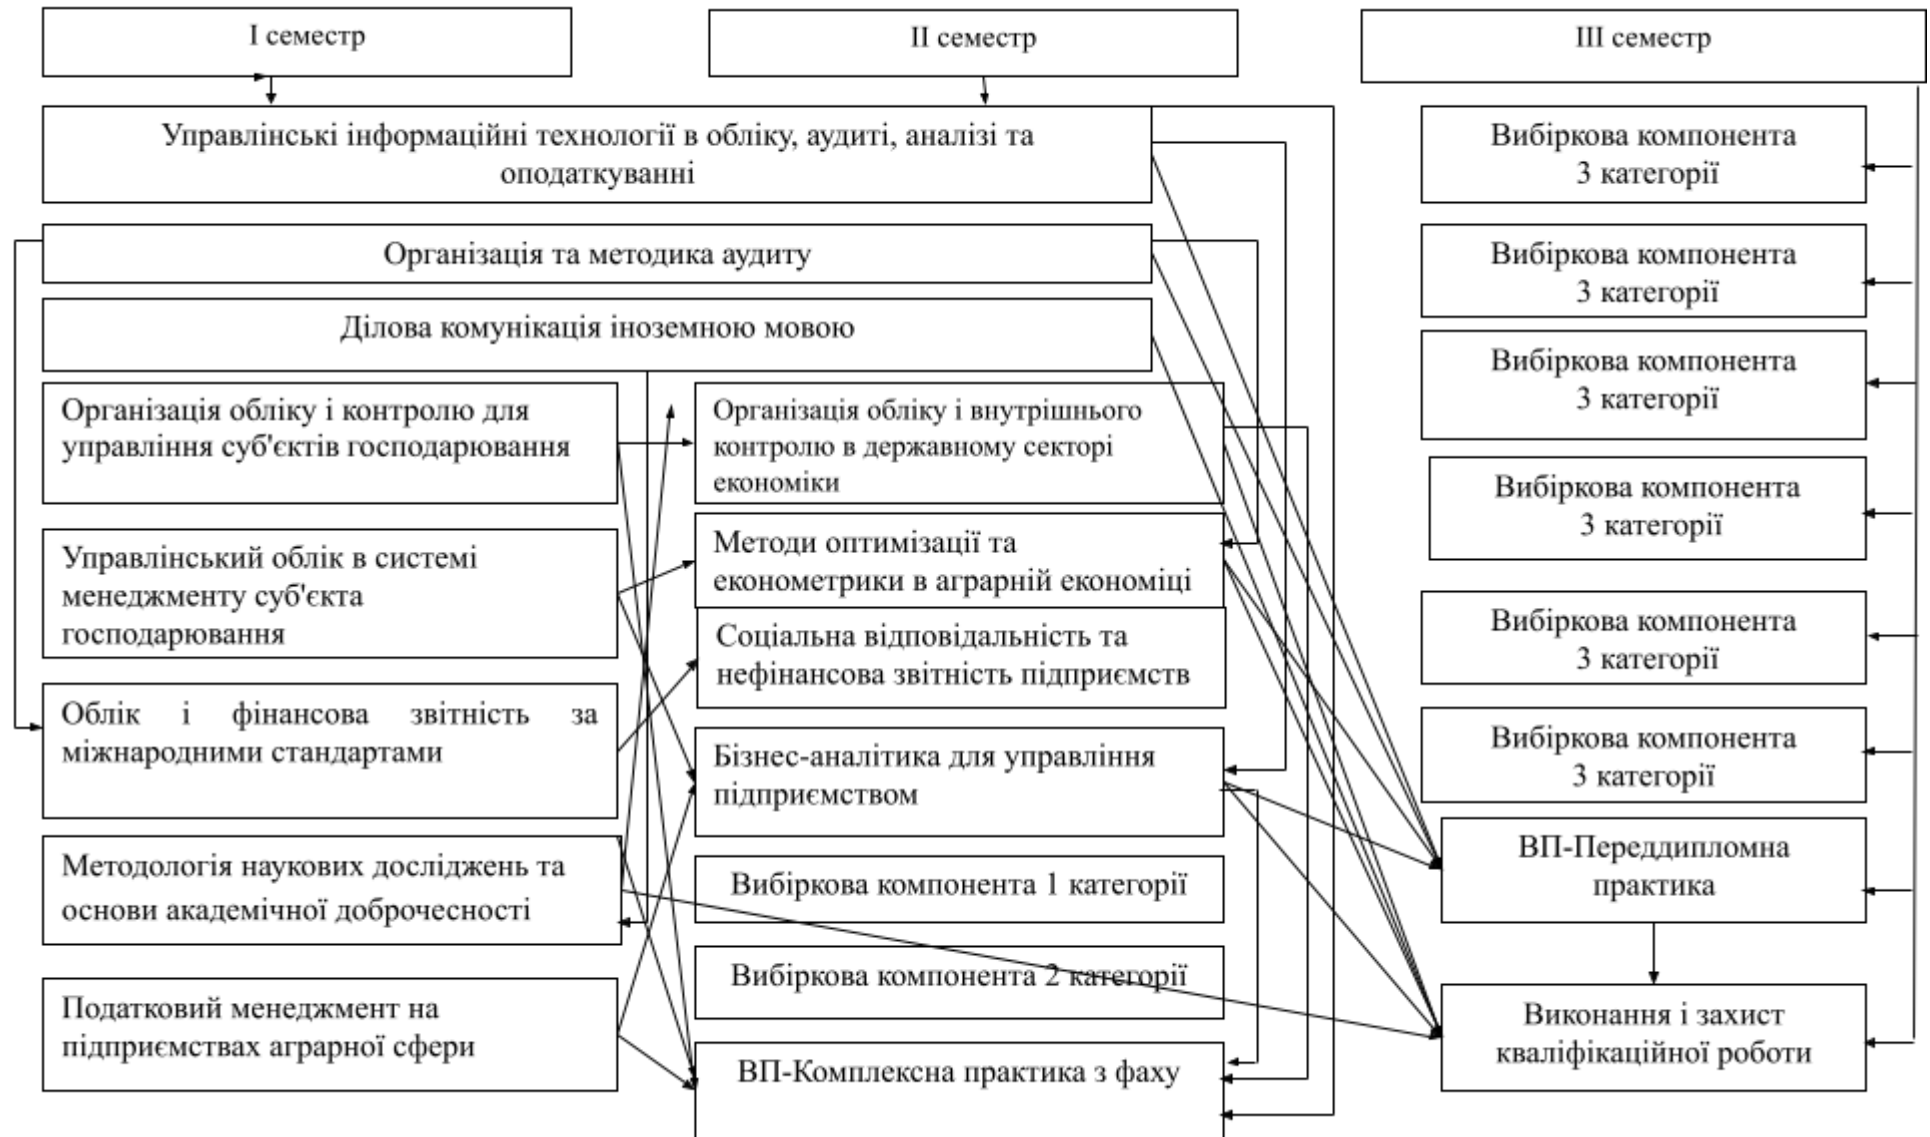 І семестр
ІІ семестр
ІІІ семестр
Управлінські інформаційні технології в обліку, аудиті, аналізі та
оподаткуванні
Організація та методика аудиту
Ділова комунікація іноземною мовою
Організація обліку і контролю для
управління суб'єктів господарювання
Управлінський облік в системі
менеджменту суб'єкта
господарювання
Облік і фінансова звітність за
міжнародними стандартами
Методологія наукових досліджень та
основи академічної доброчесності
Податковий менеджмент на
підприємствах аграрної сфери
Організація обліку і внутрішнього
контролю в державному секторі
економіки
Методи оптимізації та
економетрики в аграрній економіці
Соціальна відповідальність та
нефінансова звітність підприємств
Бізнес-аналітика для управління
підприємством
Вибіркова компонента 1 категорії
Вибіркова компонента 2 категорії
ВП-Комплексна практика з фаху
Вибіркова компонента
3 категорії
Вибіркова компонента
3 категорії
Вибіркова компонента
3 категорії
Вибіркова компонента
3 категорії
Вибіркова компонента
3 категорії
Вибіркова компонента
3 категорії
ВП-Переддипломна
практика
Виконання і захист
кваліфікаційної роботи